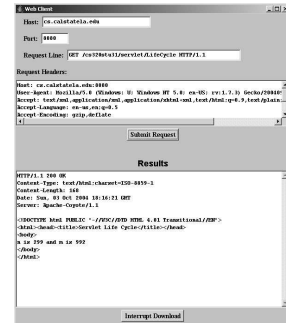 Web Client
Host: cs.calstatela.edu
Port: 8080
Request Line: GET /cs320stu31/servlet/LifeCycle HTTP/1.1
Request Headers:
Host: cs.calstatela.edu:8080
User-Agent: Mozilla/5.0 (Windows; U; Windows NT 5.0; en-US; rv:1.7.3) Gecko/20040
Accept: text/xml,application/xml,application/xhtml+xml,text/html;q=0.9,text/plain;
Accept-Language: en-us,en;q=0.5
Accept-Encoding: gzip,deflate
Submit Request
Results
HTTP/1.1 200 OK
Content-Type: text/html;charset=ISO-8859-1
Content-Length: 160
Date: Sun, 03 Oct 2004 18:16:21 GMT
Server: Apache-Coyote/1.1
<!DOCTYPE html PUBLIC "-//W3C//DTD HTML 4.01 Transitional//EN">
<html><head><title>Servlet Life Cycle</title></head>
<body>
n is 299 and m is 992
</body>
</html>
Interrupt Download